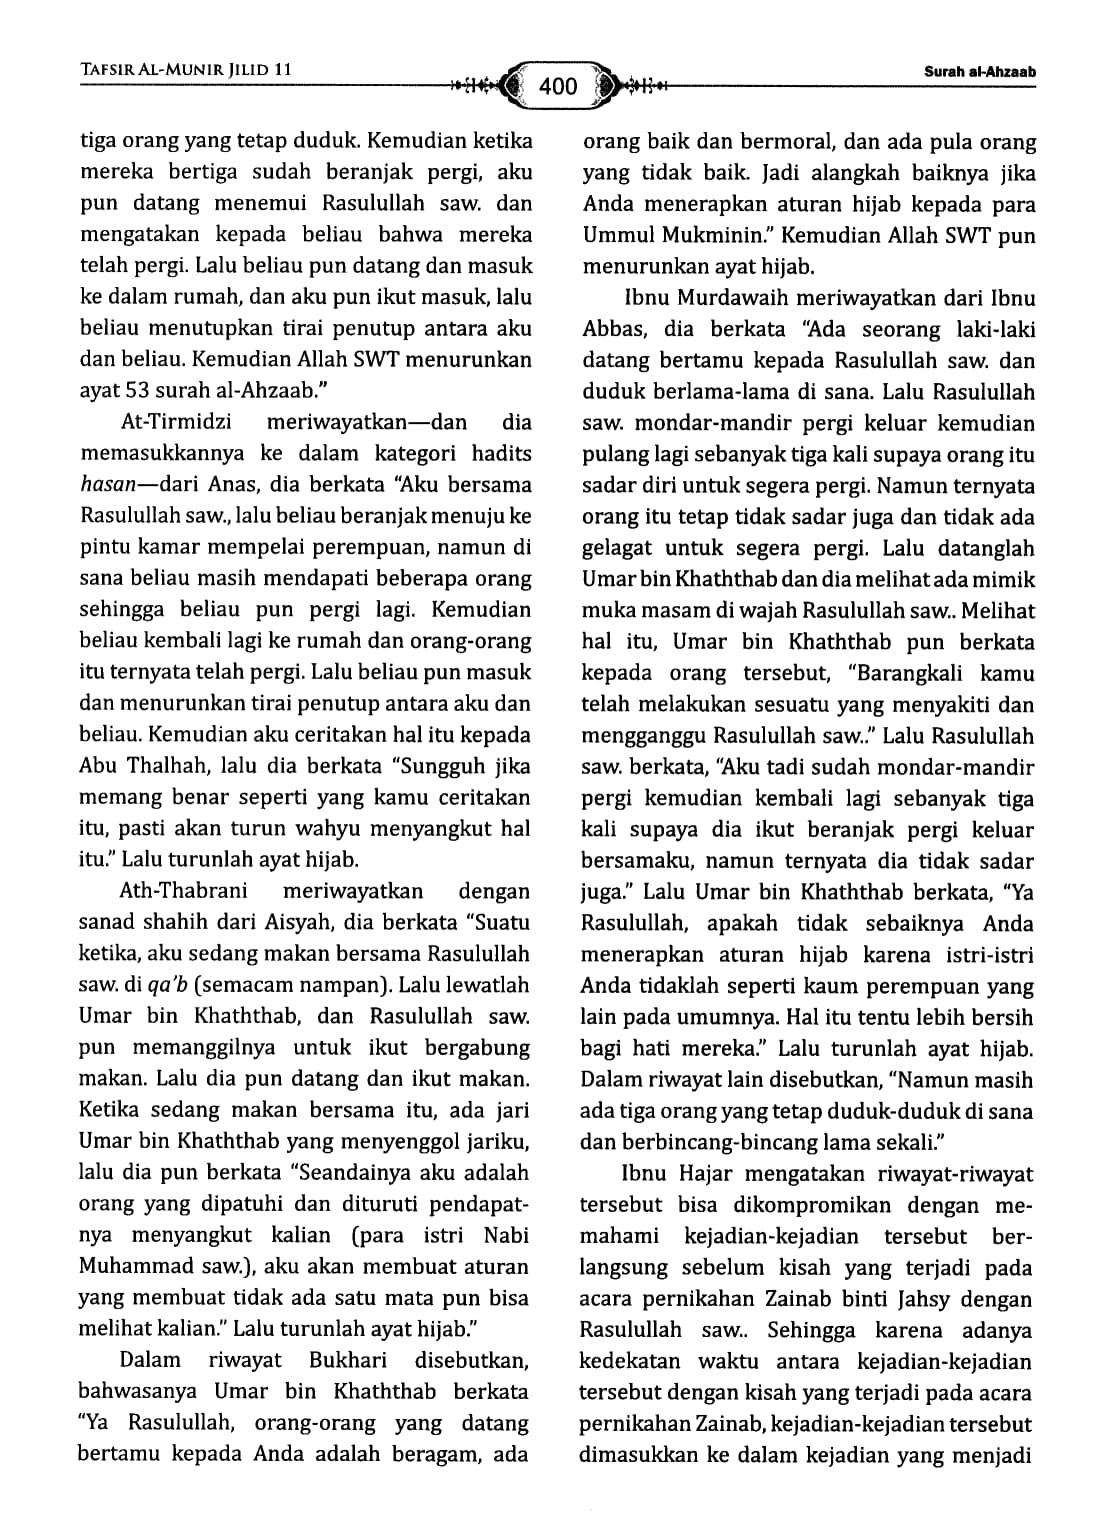 TAFSIR AL-MUNIR JILID 11
400
Surah al-Ahzaab
tiga orang yang tetap duduk. Kemudian ketika
mereka bertiga sudah beranjak pergi, aku
pun datang menemui Rasulullah saw. dan
mengatakan kepada beliau bahwa mereka
telah pergi. Lalu beliau pun datang dan masuk
ke dalam rumah, dan aku pun ikut masuk, lalu
beliau menutupkan tirai penutup antara aku
dan beliau. Kemudian Allah SWT menurunkan
ayat 53 surah al-Ahzaab.”
At-Tirmidzi meriwayatkan—dan dia
memasukkannya ke dalam kategori hadits
hasan—dari Anas, dia berkata “Aku bersama
Rasulullah saw., lalu beliau beranjak menuju ke
pintu kamar mempelai perempuan, namun di
sana beliau masih mendapati beberapa orang
sehingga beliau pun pergi lagi. Kemudian
beliau kembali lagi ke rumah dan orang-orang
itu ternyata telah pergi. Lalu beliau pun masuk
dan menurunkan tirai penutup antara aku dan
beliau. Kemudian aku ceritakan hal itu kepada
Abu Thalhah, lalu dia berkata “Sungguh jika
memang benar seperti yang kamu ceritakan
itu, pasti akan turun wahyu menyangkut hal
itu.” Lalu turunlah ayat hijab.
Ath-Thabrani meriwayatkan dengan
sanad shahih dari Aisyah, dia berkata “Suatu
ketika, aku sedang makan bersama Rasulullah
saw. di qa’b (semacam nampan). Lalu lewatlah
Umar bin Khaththab, dan Rasulullah saw.
pun memanggilnya untuk ikut bergabung
makan. Lalu dia pun datang dan ikut makan.
Ketika sedang makan bersama itu, ada jari
Umar bin Khaththab yang menyenggol jariku,
lalu dia pun berkata “Seandainya aku adalah
orang yang dipatuhi dan dituruti pendapat-
nya menyangkut kalian (para istri Nabi
Muhammad saw.), aku akan membuat aturan
yang membuat tidak ada satu mata pun bisa
melihat kalian.” Lalu turunlah ayat hijab.”
Dalam riwayat Bukhari disebutkan,
bahwasanya Umar bin Khaththab berkata
“Ya Rasulullah, orang-orang yang datang
bertamu kepada Anda adalah beragam, ada
orang baik dan bermoral, dan ada pula orang
yang tidak baik. Jadi alangkah baiknya jika
Anda menerapkan aturan hijab kepada para
Ummul Mukminin.” Kemudian Allah SWT pun
menurunkan ayat hijab.
Ibnu Murdawaih meriwayatkan dari Ibnu
Abbas, dia berkata “Ada seorang laki-laki
datang bertamu kepada Rasulullah saw. dan
duduk berlama-lama di sana. Lalu Rasulullah
saw. mondar-mandir pergi keluar kemudian
pulang lagi sebanyak tiga kali supaya orang itu
sadar diri untuk segera pergi. Namun ternyata
orang itu tetap tidak sadar juga dan tidak ada
gelagat untuk segera pergi. Lalu datanglah
Umar bin Khaththab dan dia melihat ada mimik
muka masam di wajah Rasulullah saw.. Melihat
hal itu, Umar bin Khaththab pun berkata
kepada orang tersebut, “Barangkali kamu
telah melakukan sesuatu yang menyakiti dan
mengganggu Rasulullah saw..” Lalu Rasulullah
saw. berkata, “Aku tadi sudah mondar-mandir
pergi kemudian kembali lagi sebanyak tiga
kali supaya dia ikut beranjak pergi keluar
bersamaku, namun ternyata dia tidak sadar
juga.” Lalu Umar bin Khaththab berkata, “Ya
Rasulullah, apakah tidak sebaiknya Anda
menerapkan aturan hijab karena istri-istri
Anda tidaklah seperti kaum perempuan yang
lain pada umumnya. Hal itu tentu lebih bersih
bagi hati mereka.” Lalu turunlah ayat hijab.
Dalam riwayat lain disebutkan, “Namun masih
ada tiga orang yang tetap duduk-duduk di sana
dan berbincang-bincang lama sekali.”
Ibnu Hajar mengatakan riwayat-riwayat
tersebut bisa dikompromikan dengan me-
mahami kejadian-kejadian tersebut ber-
langsung sebelum kisah yang terjadi pada
acara pernikahan Zainab binti Jahsy dengan
Rasulullah saw.. Sehingga karena adanya
kedekatan waktu antara kejadian-kejadian
tersebut dengan kisah yang terjadi pada acara
pernikahan Zainab, kejadian-kejadian tersebut
dimasukkan ke dalam kejadian yang menjadi